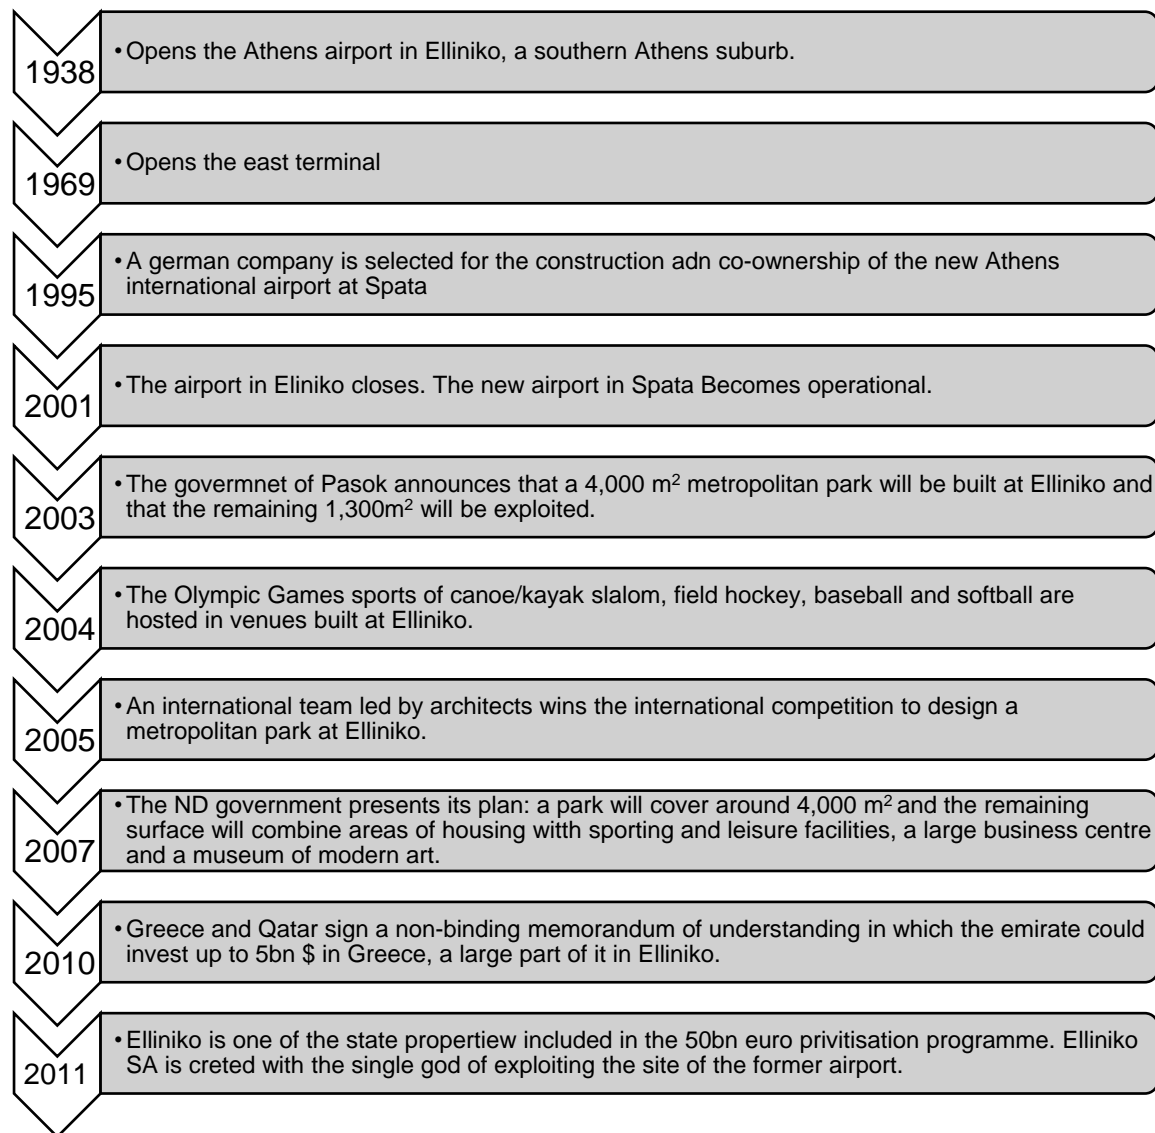 1938
• Opens the Athens airport in Elliniko, a southern Athens suburb.
1969
• Opens the east terminal
1995
• A german company is selected for the construction adn co-ownership of the new Athens
international airport at Spata
2001
• The airport in Eliniko closes. The new airport in Spata Becomes operational.
2003
• The govermnet of Pasok announces that a 4,000 m² metropolitan park will be built at Elliniko and
that the remaining 1,300m² will be exploited.
2004
• The Olympic Games sports of canoe/kayak slalom, field hockey, baseball and softball are
hosted in venues built at Elliniko.
2005
• An international team led by architects wins the international competition to design a
metropolitan park at Elliniko.
2007
• The ND government presents its plan: a park will cover around 4,000 m² and the remaining
surface will combine areas of housing witth sporting and leisure facilities, a large business centre
and a museum of modern art.
2010
• Greece and Qatar sign a non-binding memorandum of understanding in which the emirate could
invest up to 5bn $ in Greece, a large part of it in Elliniko.
2011
• Elliniko is one of the state propertiew included in the 50bn euro privitisation programme. Elliniko
SA is creted with the single god of exploiting the site of the former airport.